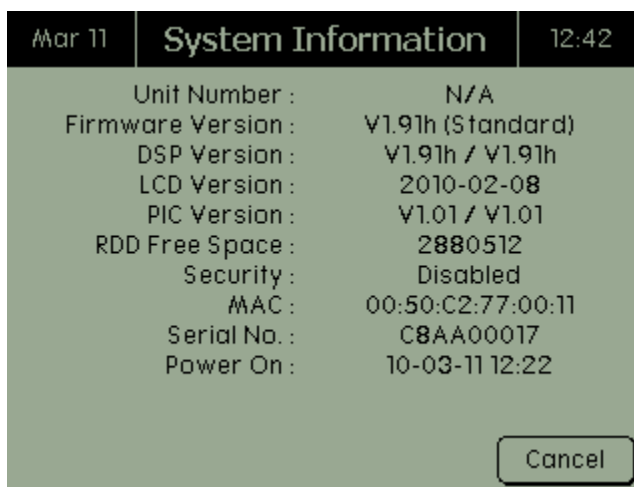 Mar 11 System Information 12:42
Unit Number : N/A
Firmware Version : V1.91h (Standard)
DSP Version : V1.91h / V1.91h
LCD Version : 2010-02-08
PIC Version : V1.01 / V1.01
RDD Free Space : 2880512
Security : Disabled
MAC : 00:50:C2:77:00:11
Serial No. : C8AA00017
Power On : 10-03-11 12:22
Cancel